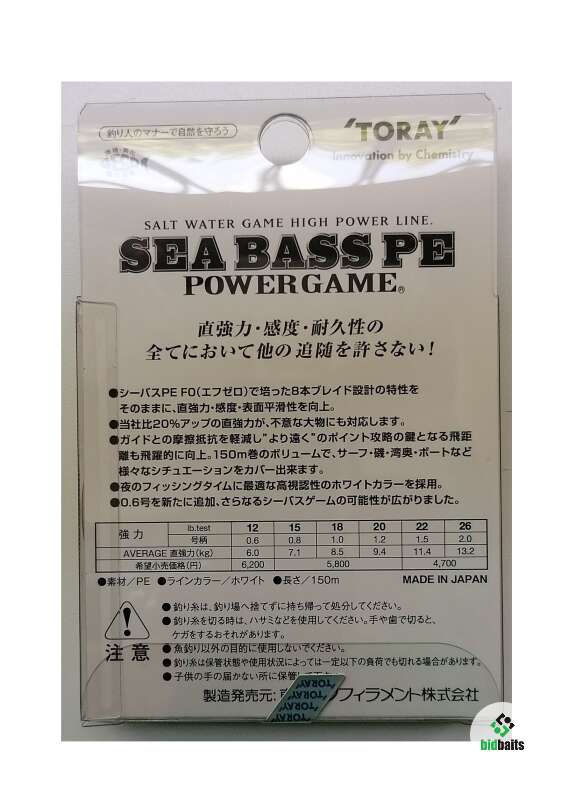 釣り人のマナーで自然を守ろう
'TORAY'
Innovation by Chemistry
SALT WATER GAME HIGH POWER LINE.
SEA BASS PE
POWERGAME®
直強力・感度・耐久性の
全てにおいて他の追随を許さない!
●シーバスPE F0(エフゼロ)で培った8本ブレイド設計の特性を
そのままに、直強力・感度・表面平滑性を向上。
●当社比20%アップの直強力が、不意な大物にも対応します。
●ガイドとの摩擦抵抗を軽減し"より遠く"のポイント攻略の鍵となる飛距
離も飛躍的に向上。150m巻のボリュームで、サーフ・磯・湾奥・ボートなど
様々なシチュエーションをカバー出来ます。
●夜のフィッシングタイムに最適な高視認性のホワイトカラーを採用。
●0.6号を新たに追加、さらなるシーバスゲームの可能性が広がりました。
強力 lb.test 12 15 18 20 22 26
号柄 0.6 0.8 1.0 1.2 1.5 2.0
AVERAGE 直強力(kg) 6.0 7.1 8.5 9.4 11.4 13.2
希望小売価格(円) 6,200 5,800 4,700
●素材/PE ●ラインカラー/ホワイト ●長さ/150m MADE IN JAPAN
注意
●釣り糸は、釣り場へ捨てずに持ち帰って処分してください。
●釣り糸を切る時は、ハサミなどを使用してください。手や歯で切ると、
ケガをするおそれがあります。
●魚釣り以外の目的に使用しないでください。
●釣り糸は保管状態や使用状況によっては一定以下の負荷でも切れる場合があります。
●子供の手の届かない所に保管して
製造発売元: フィラメント株式会社
'TORAY'
bidbaits